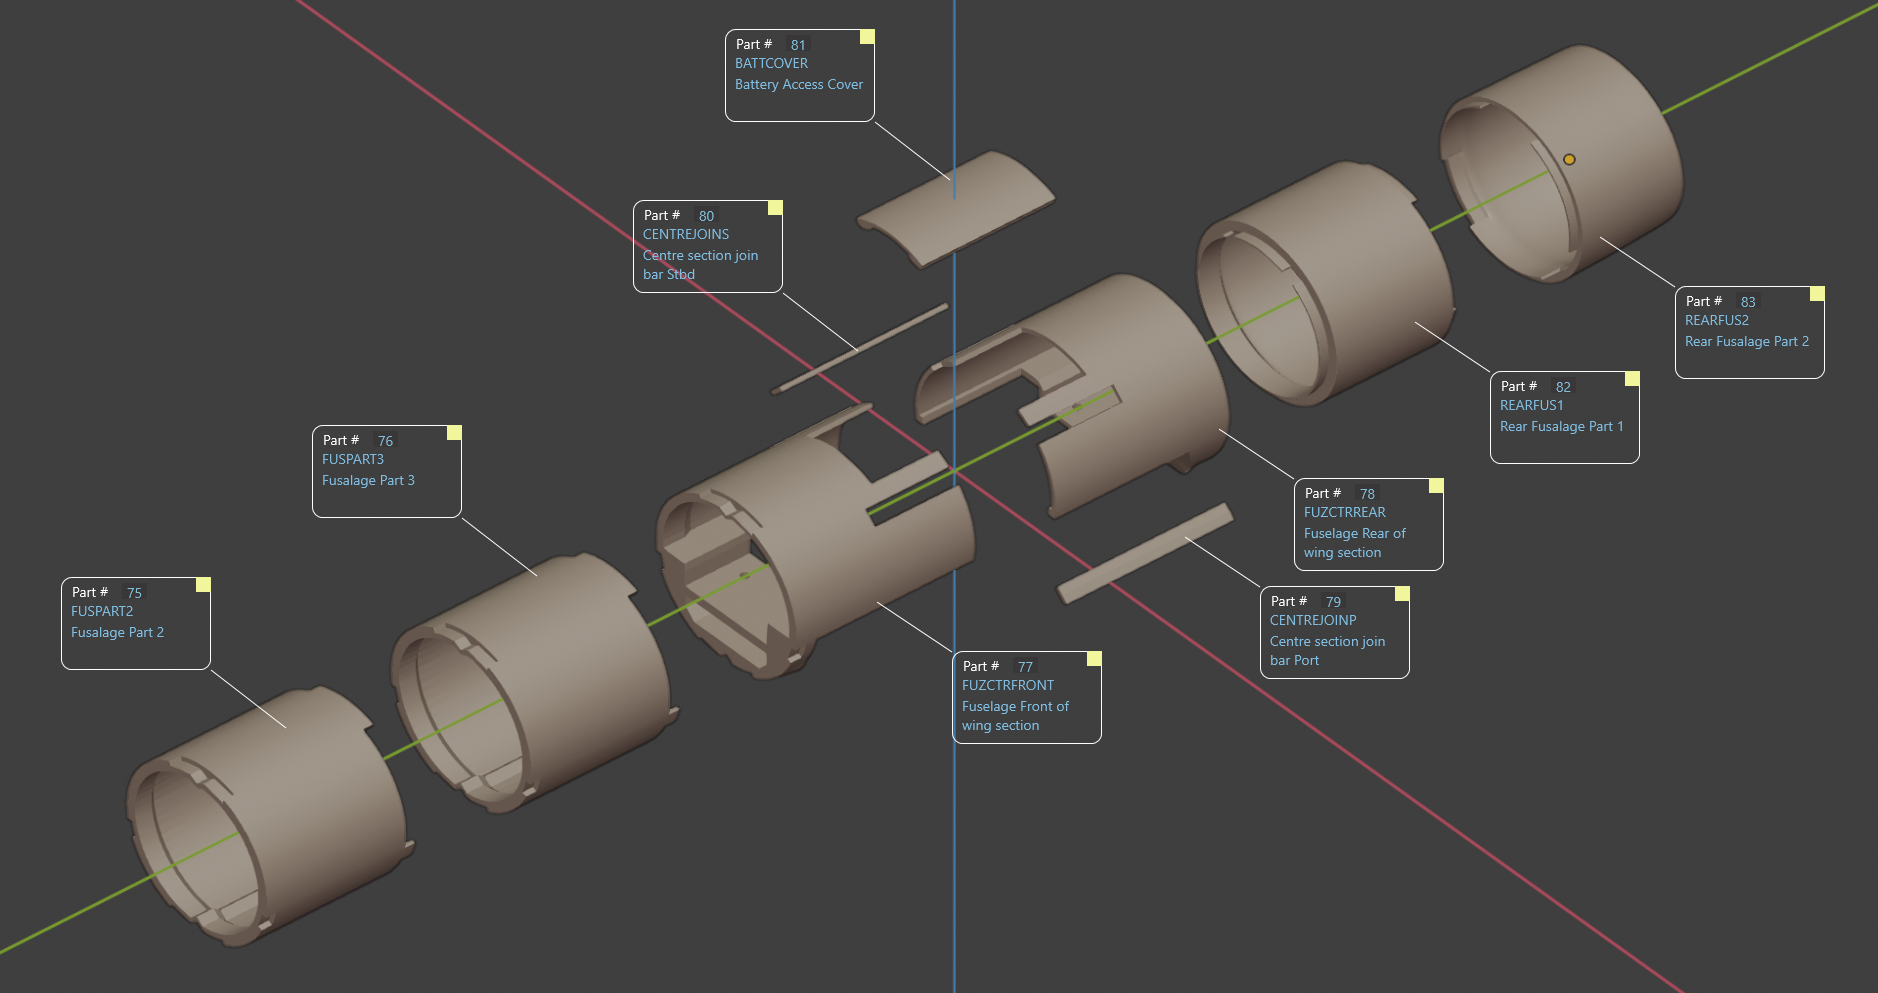 Part # 81
BATTCOVER
Battery Access Cover
Part # 80
CENTREJOINS
Centre section join
bar Stbd
Part # 83
REARFUS2
Rear Fusalage Part 2
Part # 82
REARFUS1
Rear Fusalage Part 1
Part # 76
FUSPART3
Fusalage Part 3
Part # 78
FUZCTRREAR
Fuselage Rear of
wing section
Part # 75
FUSPART2
Fusalage Part 2
Part # 79
CENTREJOINP
Centre section join
bar Port
Part # 77
FUZCTRFRONT
Fuselage Front of
wing section